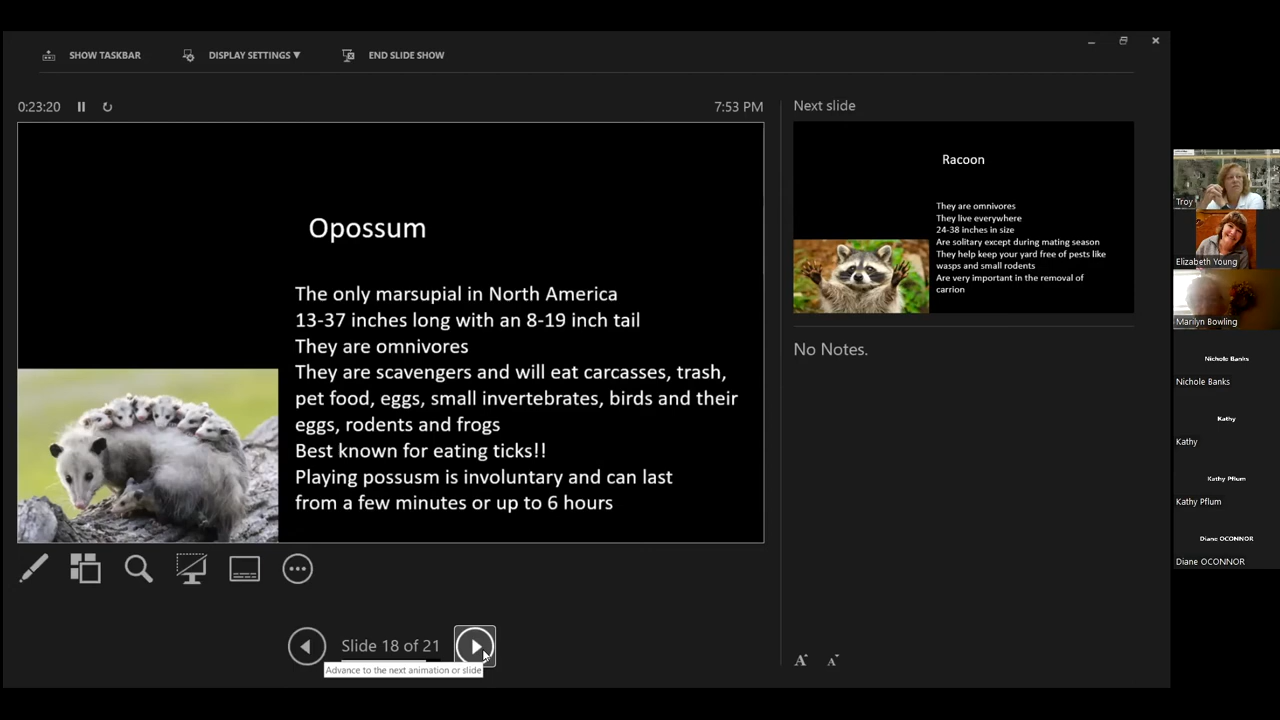 SHOW TASKBAR
DISPLAY SETTINGS ▼
END SLIDE SHOW
0:23:20
7:53 PM
Opossum
The only marsupial in North America
13-37 inches long with an 8-19 inch tail
They are omnivores
They are scavengers and will eat carcasses, trash,
pet food, eggs, small invertebrates, birds and their
eggs, rodents and frogs
Best known for eating ticks!!
Playing possusm is involuntary and can last
from a few minutes or up to 6 hours
Slide 18 of 21
Advance to the next animation or slide
Next slide
Racoon
They are omnivores
They live everywhere
24-38 inches in size
Are solitary except during mating season
They help keep your yard free of pests like
wasps and small rodents
Are very important in the removal of
carrion
No Notes.
A
A
Troy
Elizabeth Young
Marilyn Bowling
Nichole Banks
Nichole Banks
Kathy
Kathy
Kathy Pflum
Kathy Pflum
Diane OCONNOR
Diane OCONNOR